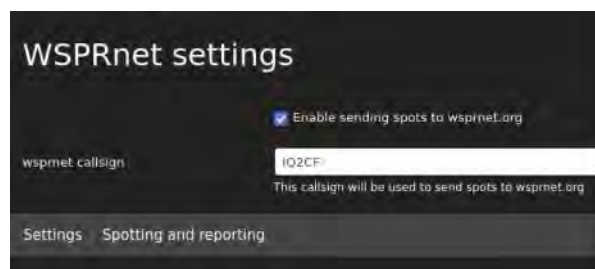 WSPRnet settings
Enable sending spots to wsprnet.org
wsprnet callsign
IQ2CF
This callsign will be used to send spots to wsprnet.org
Settings Spotting and reporting